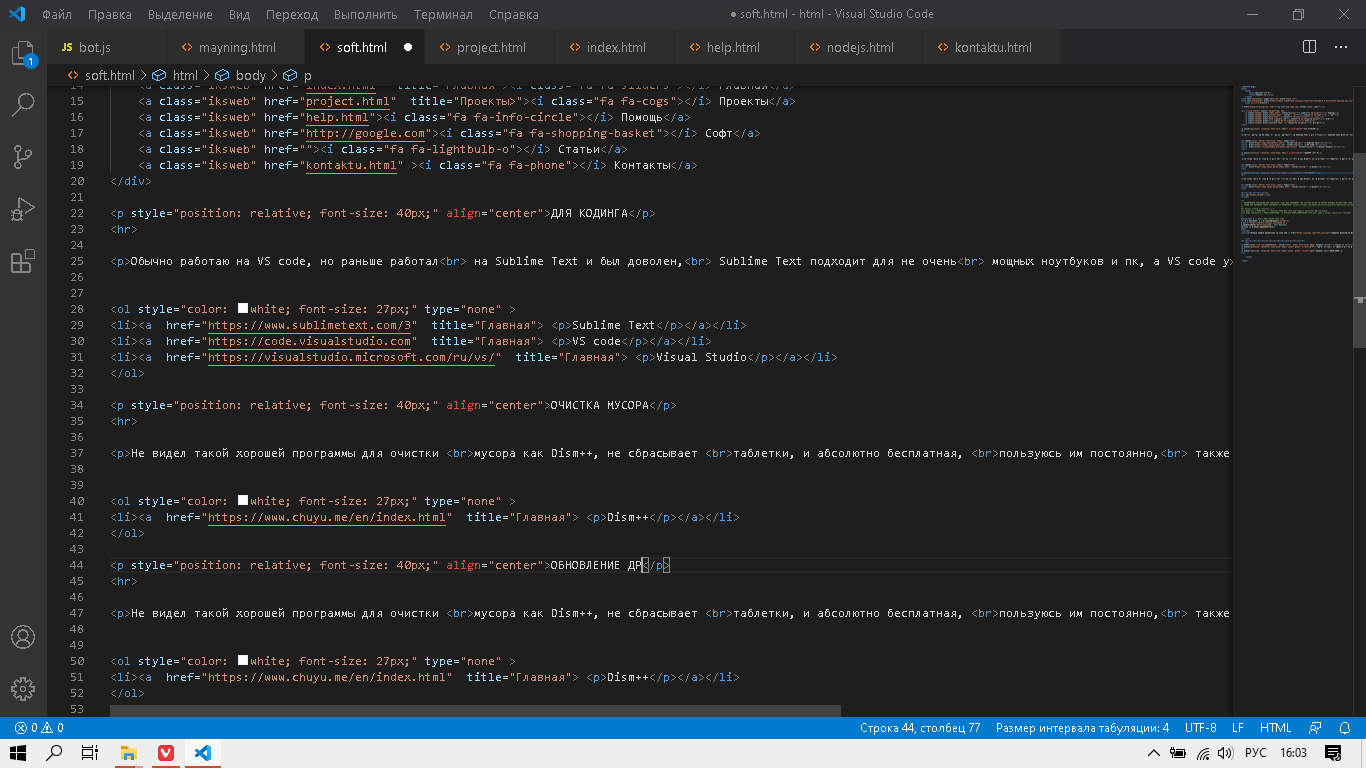 Файл Правка Выделение Вид Переход Выполнить Терминал Справка ● soft.html - html - Visual Studio Code
JS bot.js <> mayning.html <> soft.html ● <> project.html <> index.html <> help.html <> nodejs.html <> kontaktu.html
<> soft.html > html > body > p
15 <a class="iksweb" href="project.html" title="Проекты>"><i class="fa fa-cogs"></i> Проекты</a>
16 <a class="iksweb" href="help.html"><i class="fa fa-info-circle"></i> Помощь</a>
17 <a class="iksweb" href="http://google.com"><i class="fa fa-shopping-basket"></i> Софт</a>
18 <a class="iksweb" href=""><i class="fa fa-lightbulb-o"></i> Статьи</a>
19 <a class="iksweb" href="kontaktu.html" ><i class="fa fa-phone"></i> Контакты</a>
20 </div>
21
22 <p style="position: relative; font-size: 40px;" align="center">ДЛЯ КОДИНГА</p>
23 <hr>
24
25 <p>Обычно работаю на VS code, но раньше работал<br> на Sublime Text и был доволен,<br> Sublime Text подходит для не очень<br> мощных ноутбуков и пк, а VS code у
26
27
28 <ol style="color: white; font-size: 27px;" type="none" >
29 <li><a  href="https://www.sublimetext.com/3"  title="Главная"> <p>Sublime Text</p></a></li>
30 <li><a  href="https://code.visualstudio.com"  title="Главная"> <p>VS code</p></a></li>
31 <li><a  href="https://visualstudio.microsoft.com/ru/vs/"  title="Главная"> <p>Visual Studio</p></a></li>
32 </ol>
33
34 <p style="position: relative; font-size: 40px;" align="center">ОЧИСТКА МУСОРА</p>
35 <hr>
36
37 <p>Не видел такой хорошей программы для очистки <br>мусора как Dism++, не сбрасывает <br>таблетки, и абсолютно бесплатная, <br>пользуюсь им постоянно,<br> также
38
39
40 <ol style="color: white; font-size: 27px;" type="none" >
41 <li><a  href="https://www.chuyu.me/en/index.html"  title="Главная"> <p>Dism++</p></a></li>
42 </ol>
43
44 <p style="position: relative; font-size: 40px;" align="center">ОБНОВЛЕНИЕ ДР</p>
45 <hr>
46
47 <p>Не видел такой хорошей программы для очистки <br>мусора как Dism++, не сбрасывает <br>таблетки, и абсолютно бесплатная, <br>пользуюсь им постоянно,<br> также
48
49
50 <ol style="color: white; font-size: 27px;" type="none" >
51 <li><a  href="https://www.chuyu.me/en/index.html"  title="Главная"> <p>Dism++</p></a></li>
52 </ol>
53
1
0 0 Строка 44, столбец 77 Размер интервала табуляции: 4 UTF-8 LF HTML
РУС 16:03